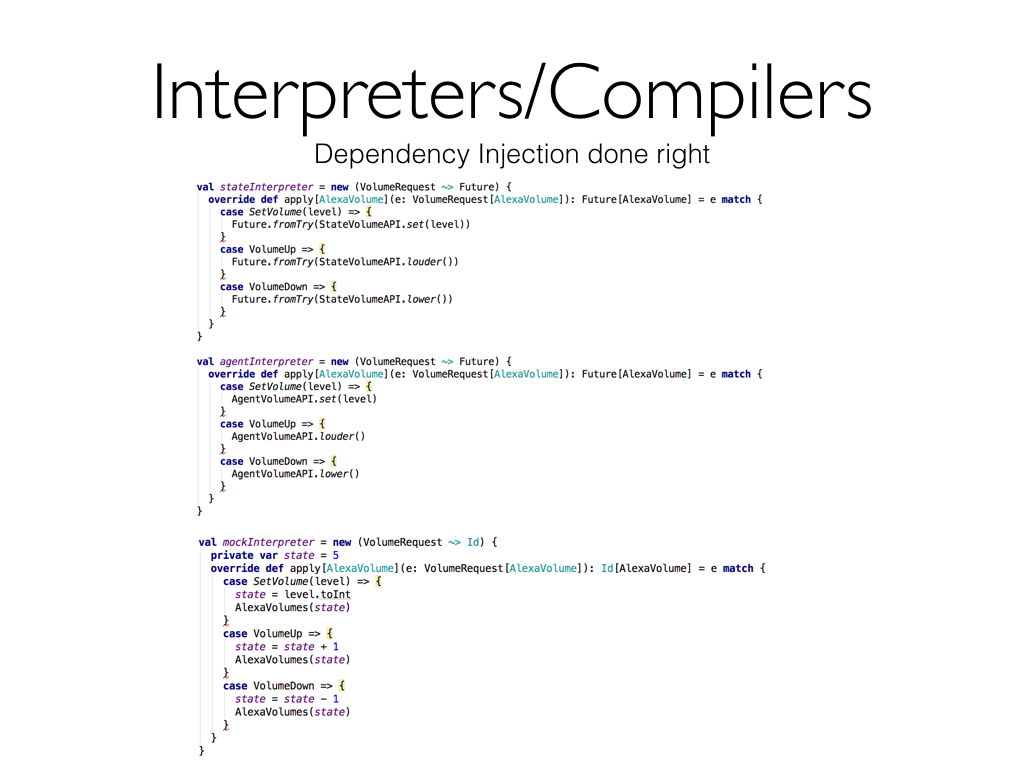 Interpreters/Compilers
Dependency Injection done right
val stateInterpreter = new (VolumeRequest ~> Future) {
  override def apply[AlexaVolume](e: VolumeRequest[AlexaVolume]): Future[AlexaVolume] = e match {
    case SetVolume(level) => {
      Future.fromTry(StateVolumeAPI.set(level))
    }
    case VolumeUp => {
      Future.fromTry(StateVolumeAPI.louder())
    }
    case VolumeDown => {
      Future.fromTry(StateVolumeAPI.lower())
    }
  }
}
val agentInterpreter = new (VolumeRequest ~> Future) {
  override def apply[AlexaVolume](e: VolumeRequest[AlexaVolume]): Future[AlexaVolume] = e match {
    case SetVolume(level) => {
      AgentVolumeAPI.set(level)
    }
    case VolumeUp => {
      AgentVolumeAPI.louder()
    }
    case VolumeDown => {
      AgentVolumeAPI.lower()
    }
  }
}
val mockInterpreter = new (VolumeRequest ~> Id) {
  private var state = 5
  override def apply[AlexaVolume](e: VolumeRequest[AlexaVolume]): Id[AlexaVolume] = e match {
    case SetVolume(level) => {
      state = level.toInt
      AlexaVolumes(state)
    }
    case VolumeUp => {
      state = state + 1
      AlexaVolumes(state)
    }
    case VolumeDown => {
      state = state - 1
      AlexaVolumes(state)
    }
  }
}